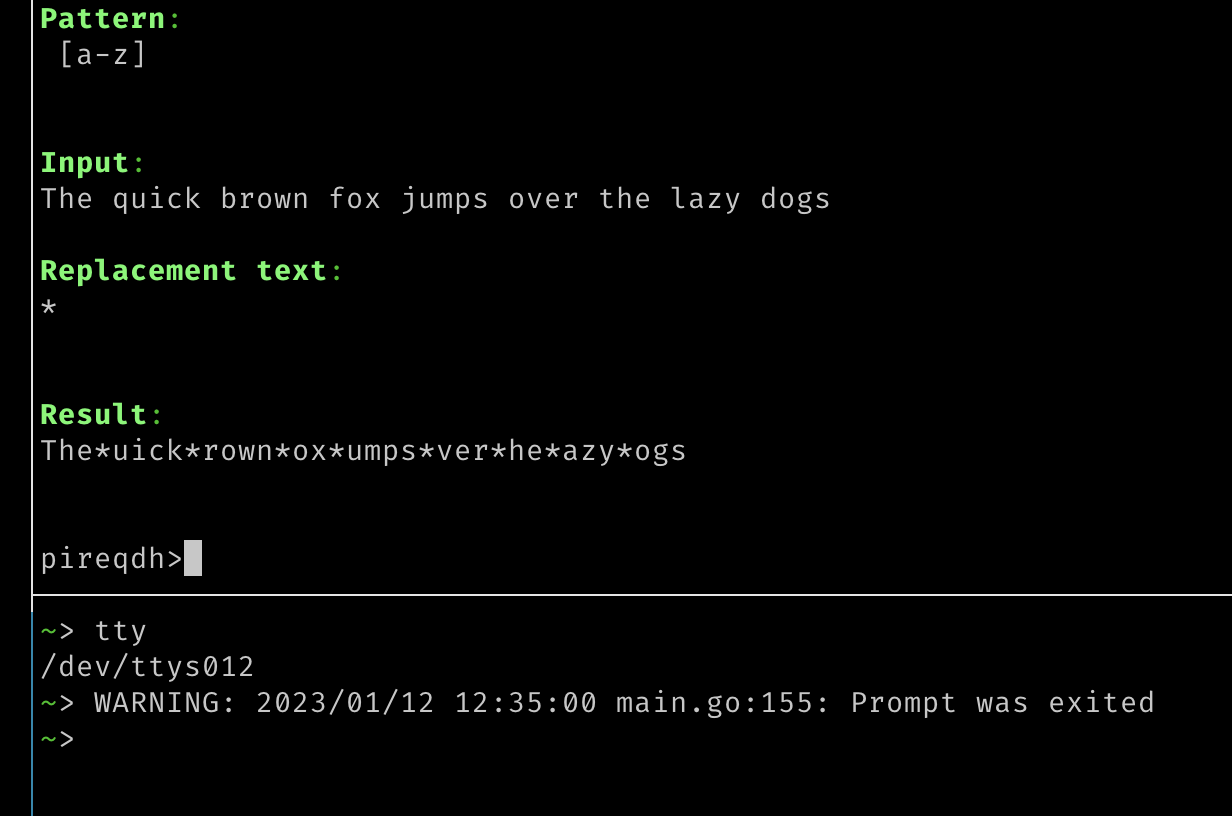 Pattern:
 [a-z]
Input:
The quick brown fox jumps over the lazy dogs
Replacement text:
*
Result:
The*uick*rown*ox*umps*ver*he*azy*ogs
pireqdh>
~> tty
/dev/ttys012
~> WARNING: 2023/01/12 12:35:00 main.go:155: Prompt was exited
~>